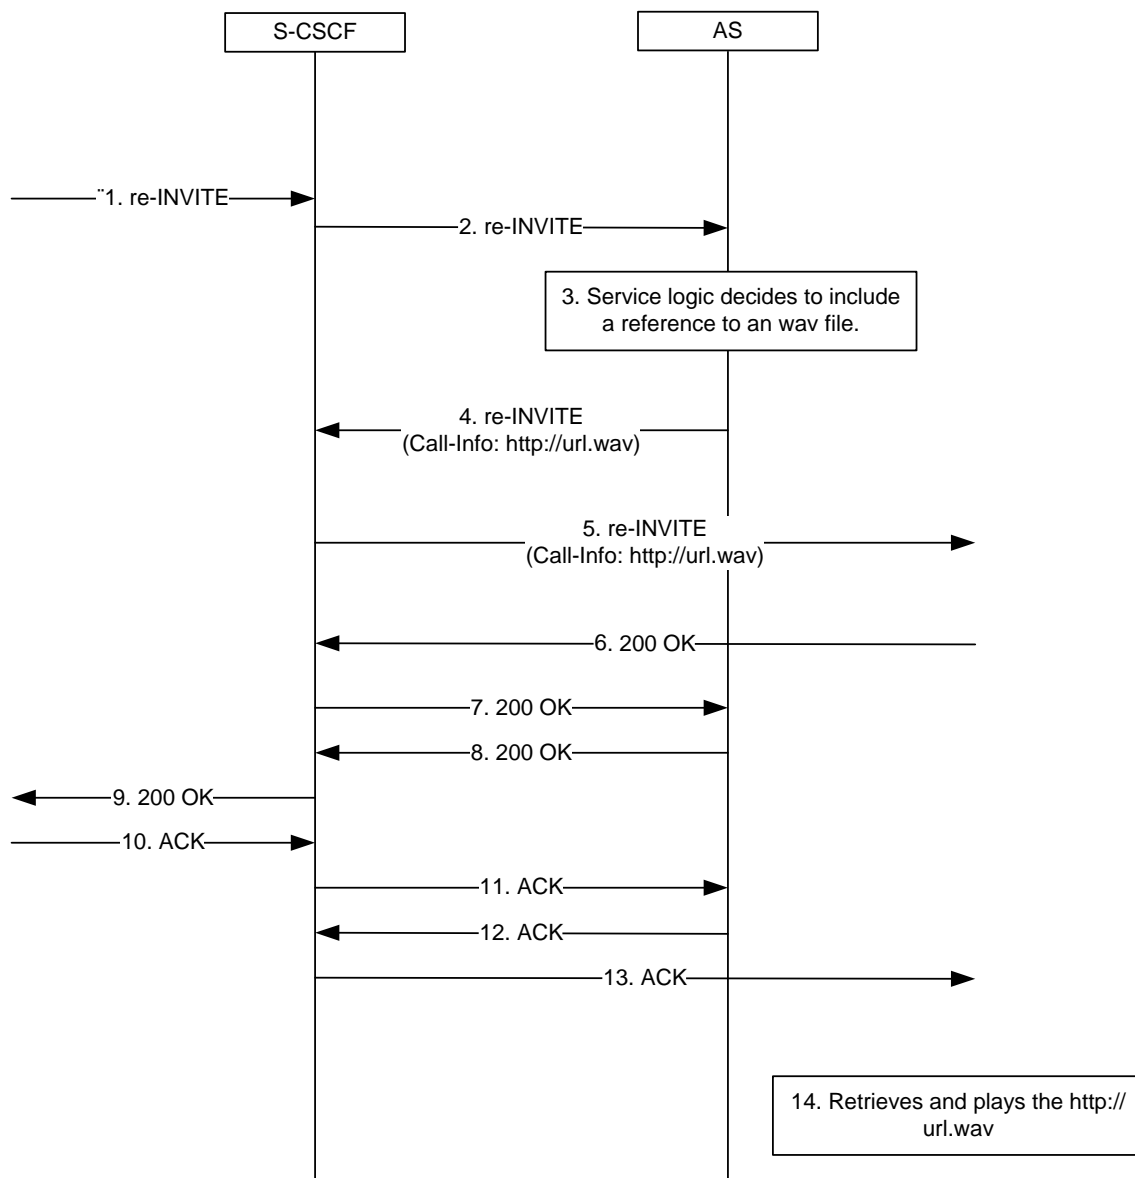 S-CSCF
AS
¨1. re-INVITE
2. re-INVITE
3. Service logic decides to include
a reference to an wav file.
4. re-INVITE
(Call-Info: http://url.wav)
5. re-INVITE
(Call-Info: http://url.wav)
6. 200 OK
7. 200 OK
8. 200 OK
9. 200 OK
10. ACK
11. ACK
12. ACK
13. ACK
14. Retrieves and plays the http://
url.wav